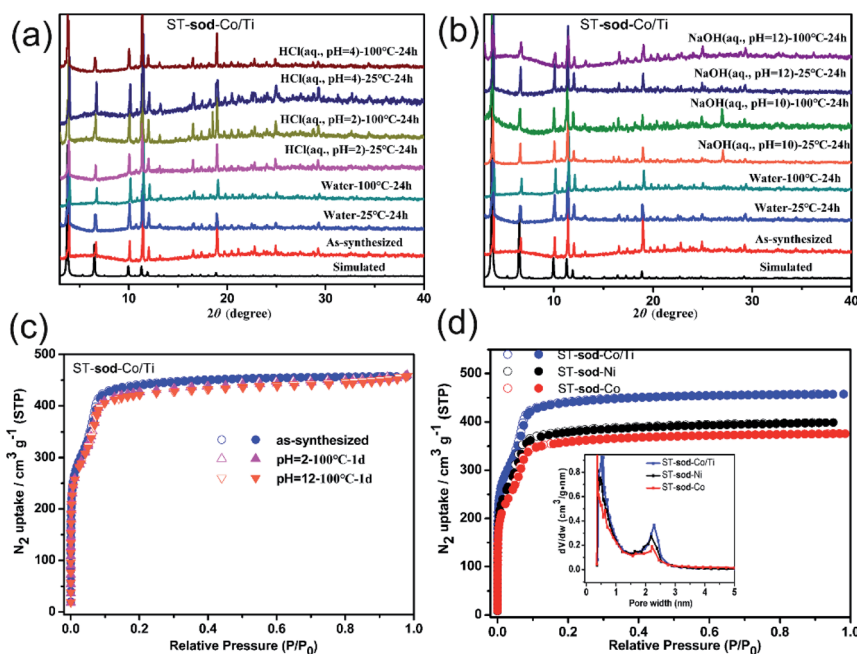 (a)
ST-sod-Co/Ti
HCl(aq., pH=4)-100°C-24h
HCl(aq., pH=4)-25°C-24h
HCl(aq., pH=2)-100°C-24h
HCl(aq., pH=2)-25°C-24h
Water-100°C-24h
Water-25°C-24h
As-synthesized
Simulated
10 20 30 40
2θ (degree)
(b)
ST-sod-Co/Ti
NaOH(aq., pH=12)-100°C-24h
NaOH(aq., pH=12)-25°C-24h
NaOH(aq., pH=10)-100°C-24h
NaOH(aq., pH=10)-25°C-24h
Water-100°C-24h
Water-25°C-24h
As-synthesized
Simulated
10 20 30 40
2θ (degree)
(c)
500
400
300
200
100
0
N2 uptake / cm3 g-1 (STP)
ST-sod-Co/Ti
as-synthesized
pH=2-100°C-1d
pH=12-100°C-1d
0.0 0.2 0.4 0.6 0.8 1.0
Relative Pressure (P/P0)
(d)
500
400
300
200
100
0
N2 uptake / cm3 g-1 (STP)
ST-sod-Co/Ti
ST-sod-Ni
ST-sod-Co
0.8
0.6
0.4
0.2
0.0
dV/dw (cm3/g•nm)
ST-sod-Co/Ti
ST-sod-Ni
ST-sod-Co
0 1 2 3 4 5
Pore width (nm)
0.0 0.2 0.4 0.6 0.8 1.0
Relative Pressure (P/P0)